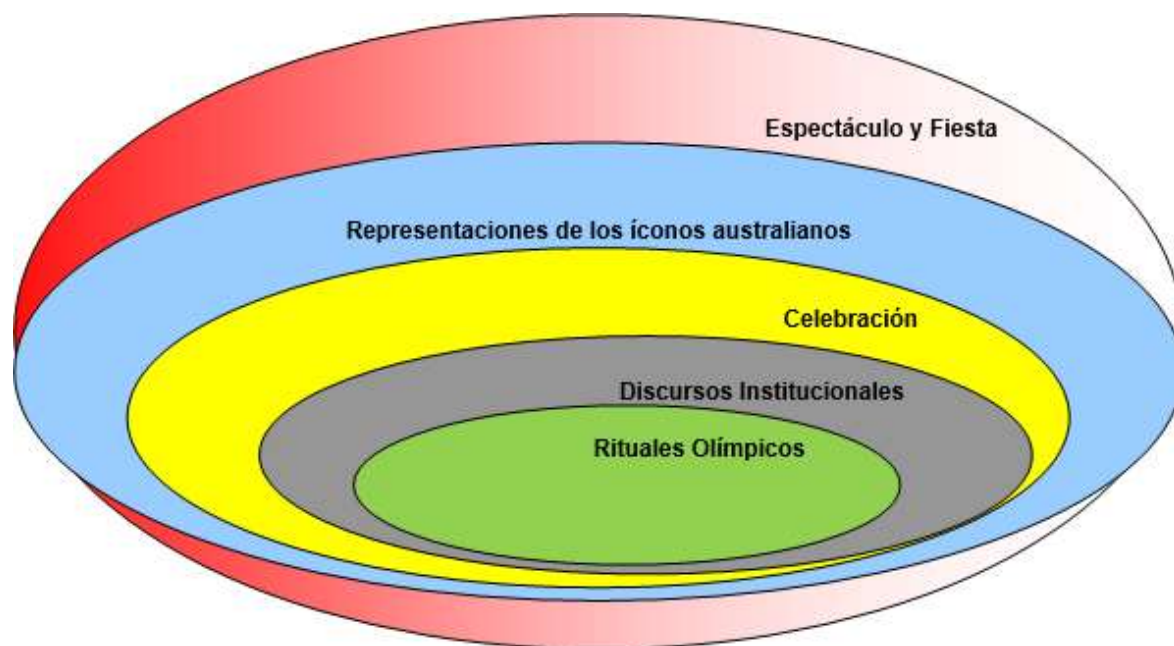 Espectáculo y Fiesta
Representaciones de los íconos australianos
Celebración
Discursos Institucionales
Rituales Olímpicos